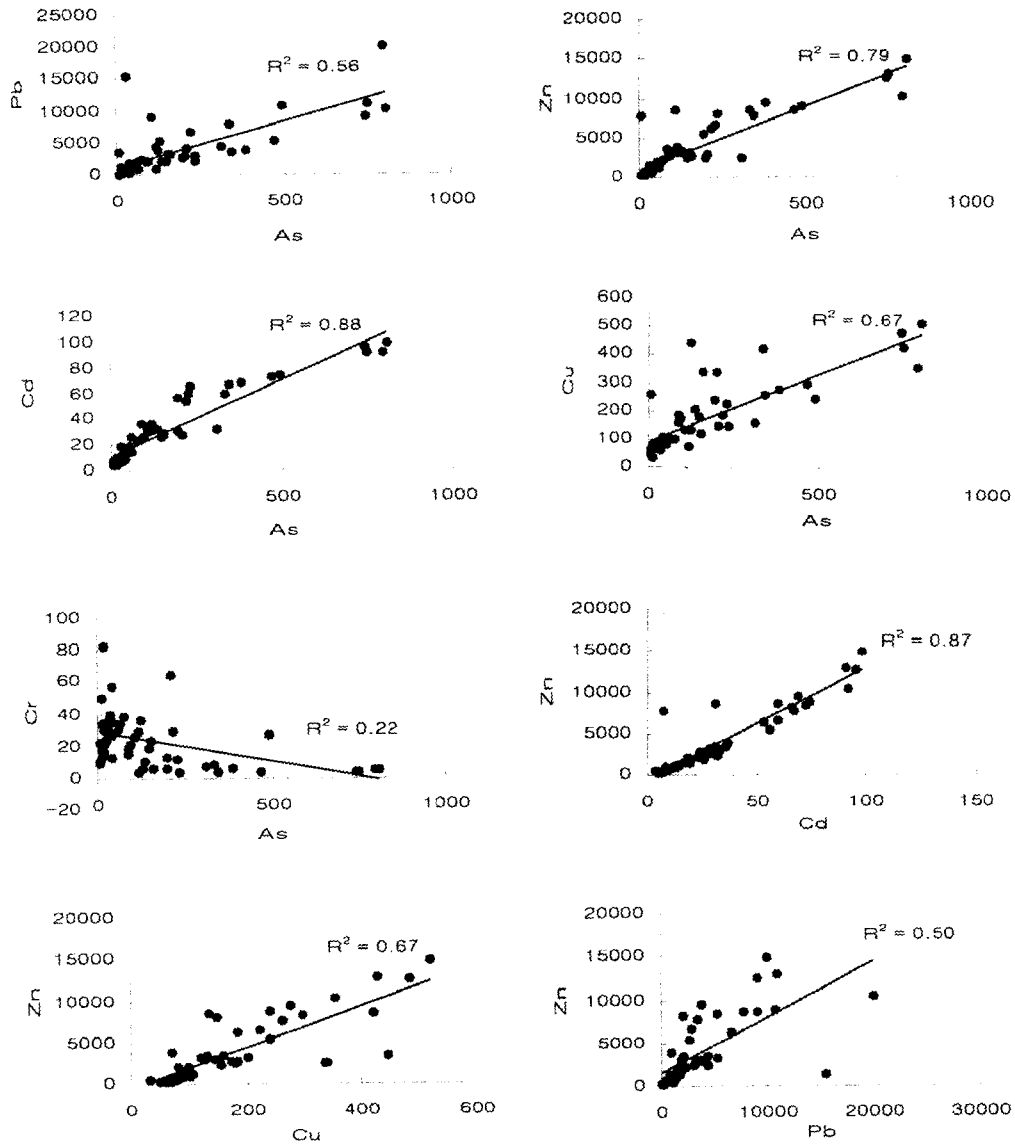 25000
20000
15000
10000
5000
0
Pb
R² = 0.56
0 500 1000
As
20000
15000
10000
5000
0
Zn
R² = 0.79
0 500 1000
As
120
100
80
60
40
20
0
Cd
R² = 0.88
0 500 1000
As
600
500
400
300
200
100
0
Cu
R² = 0.67
0 500 1000
As
100
80
60
40
20
0
−20
Cr
R² = 0.22
0 500 1000
As
20000
15000
10000
5000
0
Zn
R² = 0.87
0 50 100 150
Cd
20000
15000
10000
5000
0
Zn
R² = 0.67
0 200 400 600
Cu
20000
15000
10000
5000
0
Zn
R² = 0.50
0 10000 20000 30000
Pb